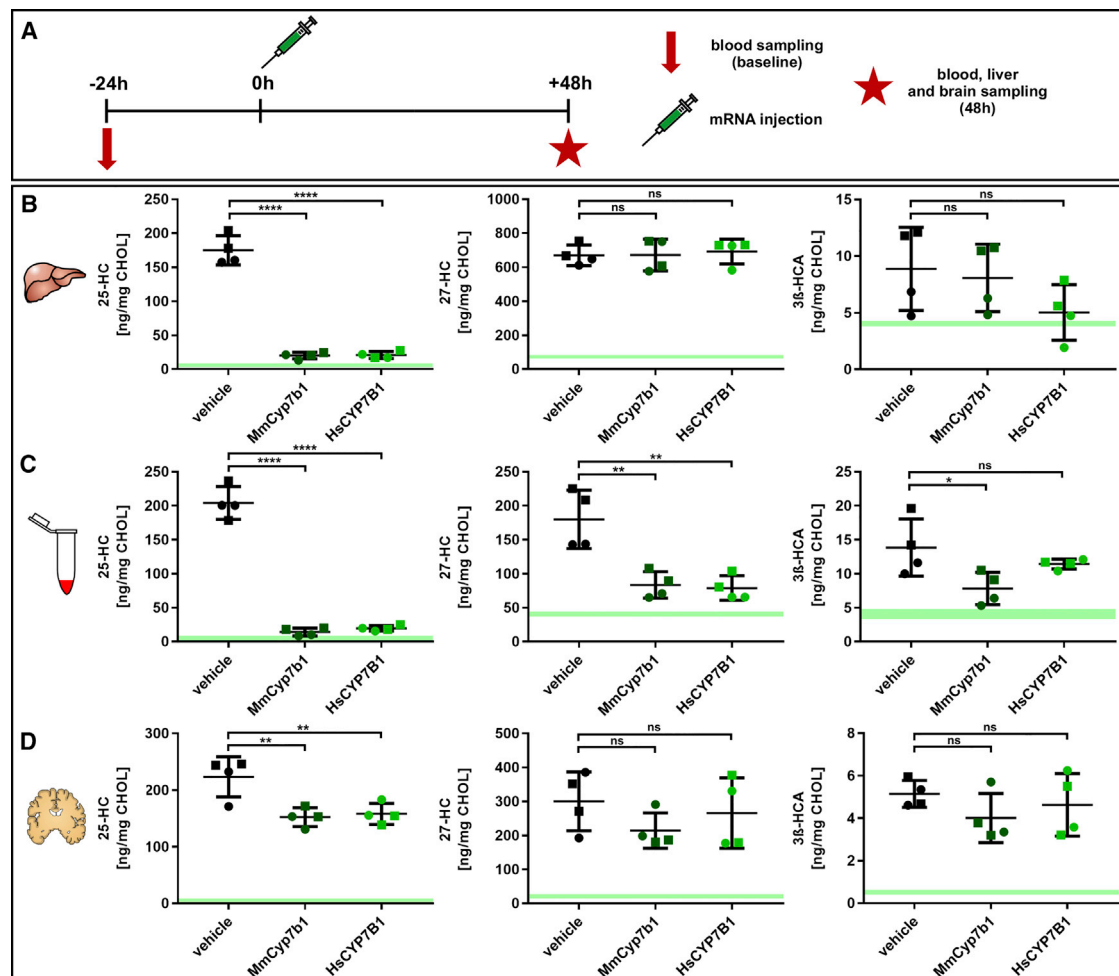 A
-24h
0h
+48h
blood sampling
(baseline)
mRNA injection
blood, liver
and brain sampling
(48h)
B
25-HC
[ng/mg CHOL]
250
200
150
100
50
0
****
****
vehicle
MmCyp7b1
HsCYP7B1
27-HC
[ng/mg CHOL]
1000
800
600
400
200
0
ns
ns
vehicle
MmCyp7b1
HsCYP7B1
3ß-HCA
[ng/mg CHOL]
15
10
5
0
ns
ns
vehicle
MmCyp7b1
HsCYP7B1
C
25-HC
[ng/mg CHOL]
250
200
150
100
50
0
****
****
vehicle
MmCyp7b1
HsCYP7B1
27-HC
[ng/mg CHOL]
250
200
150
100
50
0
**
**
vehicle
MmCyp7b1
HsCYP7B1
3ß-HCA
[ng/mg CHOL]
25
20
15
10
5
0
ns
*
vehicle
MmCyp7b1
HsCYP7B1
D
25-HC
[ng/mg CHOL]
300
200
100
0
**
**
vehicle
MmCyp7b1
HsCYP7B1
27-HC
[ng/mg CHOL]
500
400
300
200
100
0
ns
ns
vehicle
MmCyp7b1
HsCYP7B1
3ß-HCA
[ng/mg CHOL]
8
6
4
2
0
ns
ns
vehicle
MmCyp7b1
HsCYP7B1